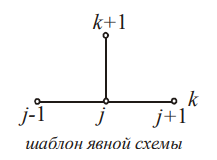 k+1
k
j-1 j j+1
шаблон явной схемы